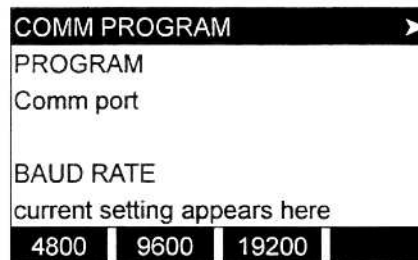 COMM PROGRAM ➤
PROGRAM
Comm port
BAUD RATE
current setting appears here
4800 9600 19200